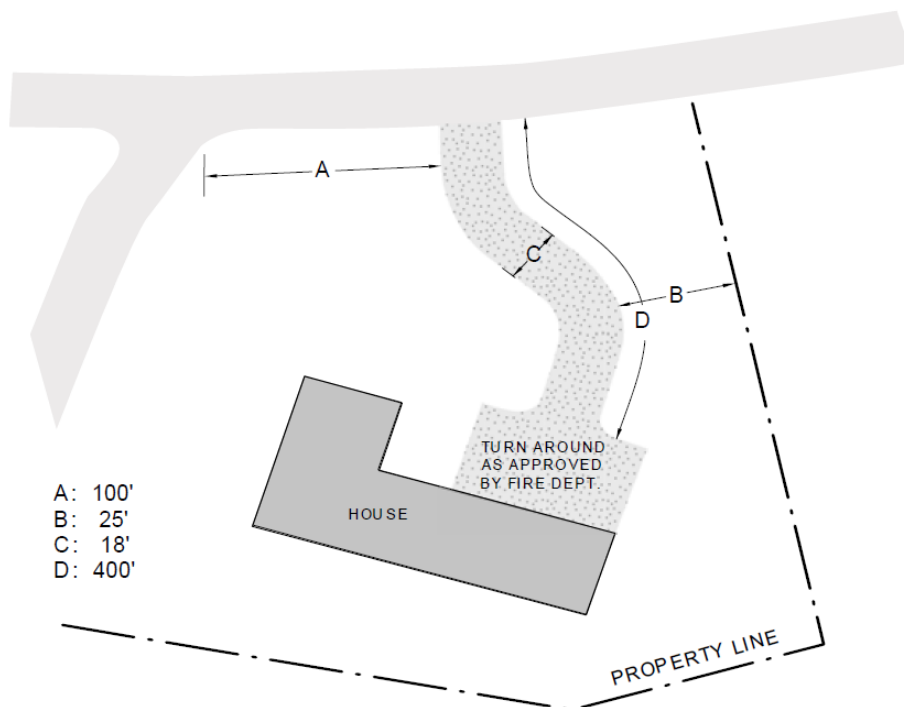 A
C
B
D
TURN AROUND
AS APPROVED
BY FIRE DEPT.
HOUSE
A: 100'
B: 25'
C: 18'
D: 400'
PROPERTY LINE